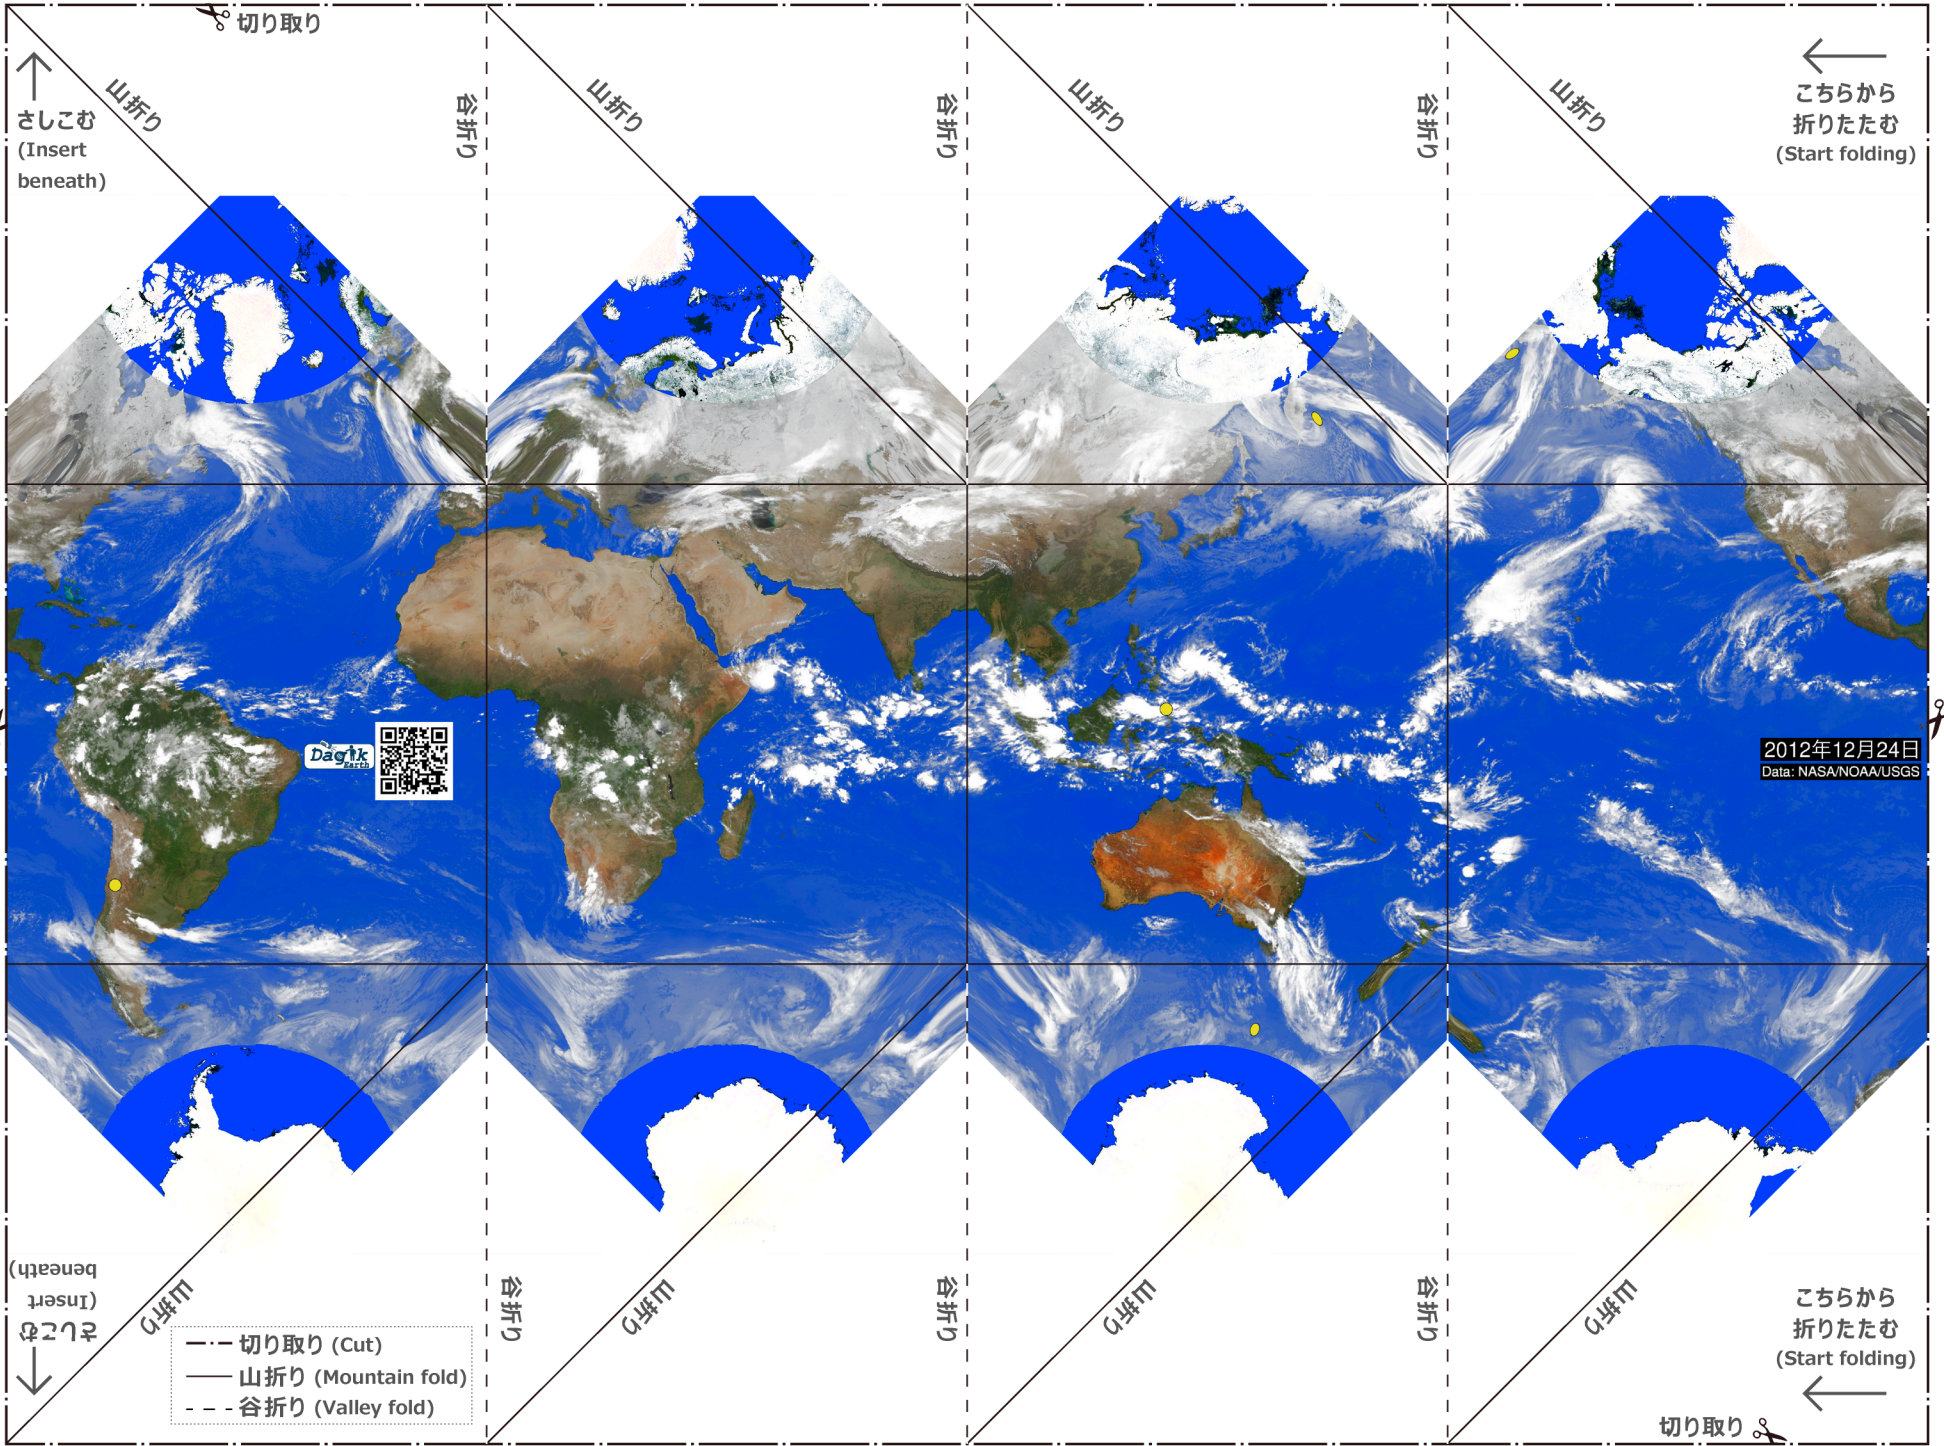 切り取り
山折り
谷折り
山折り
谷折り
山折り
谷折り
山折り
さしこむ
(Insert
beneath)
こちらから
折りたたむ
(Start folding)
Dagik
Earth
2012年12月24日
Data: NASA/NOAA/USGS
さしこむ
(Insert
beneath)
山折り
谷折り
山折り
谷折り
山折り
谷折り
山折り
こちらから
折りたたむ
(Start folding)
切り取り (Cut)
山折り (Mountain fold)
谷折り (Valley fold)
切り取り